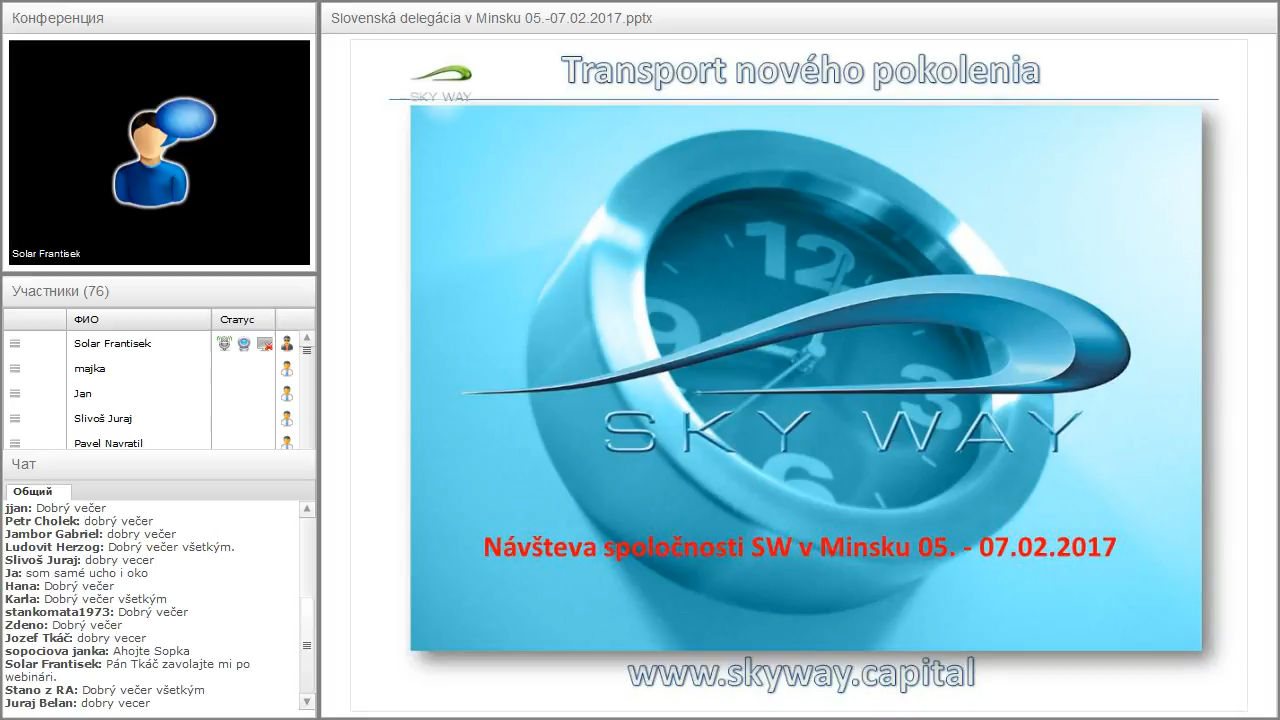 Конференция
Solar Frantisek
Участники (76)
ФИО
Статус
Solar Frantisek
majka
Jan
Slivoš Juraj
Pavel Navratil
Чат
Общий
jjan: Dobrý večer
Petr Cholek: dobrý večer
Jambor Gabriel: dobry večer
Ludovit Herzog: Dobrý večer všetkým.
Slivoš Juraj: dobry vecer
Ja: som samé ucho i oko
Hana: Dobrý večer
Karla: Dobrý večer všetkým
stankomata1973: Dobrý večer
Zdeno: Dobrý večer
Jozef Tkáč: dobry vecer
sopociova janka: Ahojte Sopka
Solar Frantisek: Pán Tkáč zavolajte mi po
webinári.
Stano z RA: Dobrý večer všetkým
Juraj Belan: dobry vecer
Slovenská delegácia v Minsku 05.-07.02.2017.pptx
Transport nového pokolenia
SKY WAY
12
9
3
6
SKY WAY
Návšteva spoločnosti SW v Minsku 05. - 07.02.2017
www.skyway.capital